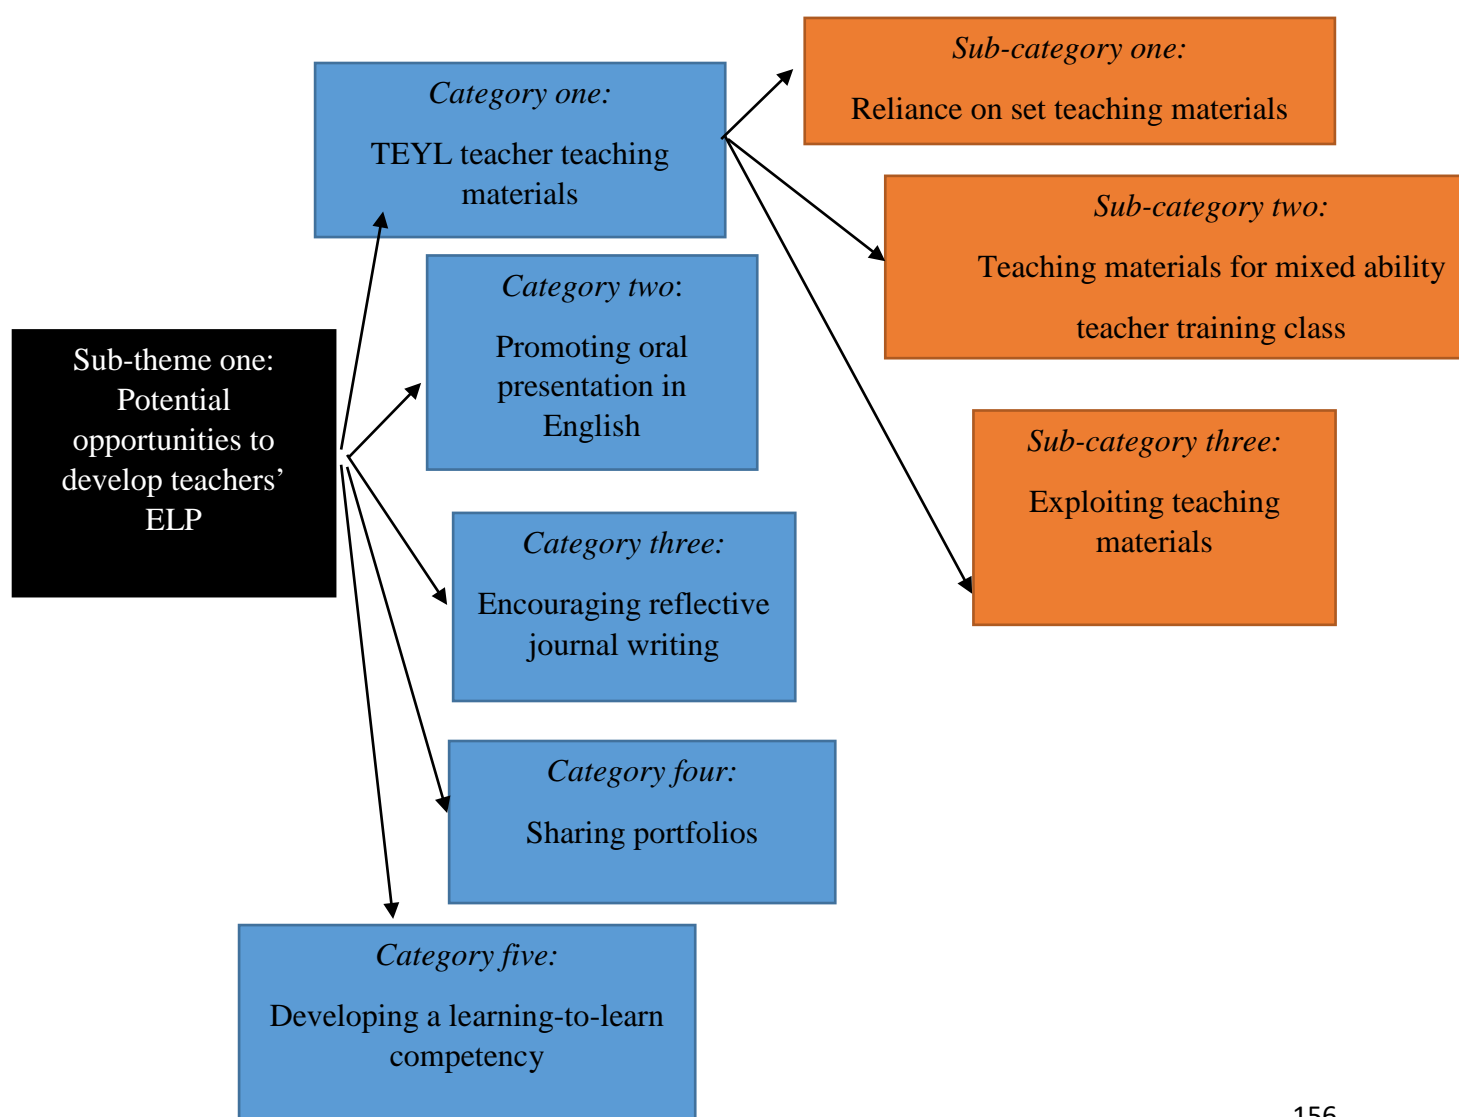 Sub-theme one:
Potential
opportunities to
develop teachers’
ELP
Category one:
TEYL teacher teaching
materials
Category two:
Promoting oral
presentation in
English
Category three:
Encouraging reflective
journal writing
Category four:
Sharing portfolios
Category five:
Developing a learning-to-learn
competency
Sub-category one:
Reliance on set teaching materials
Sub-category two:
Teaching materials for mixed ability
teacher training class
Sub-category three:
Exploiting teaching
materials
156